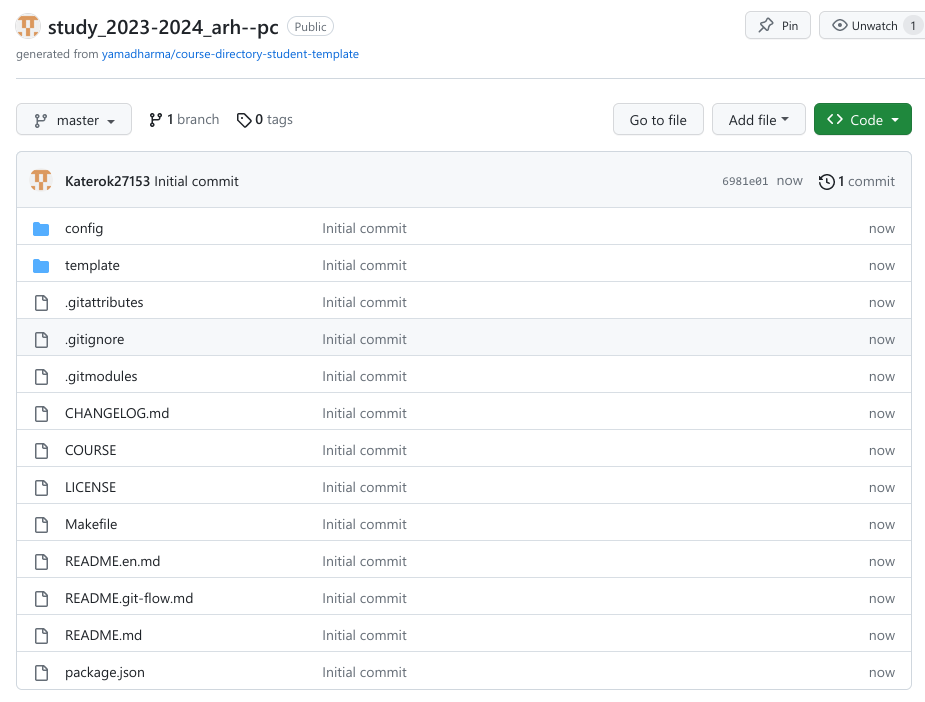 study_2023-2024_arh--pc Public Pin Unwatch 1
generated from yamadharma/course-directory-student-template
master 1 branch 0 tags Go to file Add file Code
Katerok27153 Initial commit 6981e01 now 1 commit
config Initial commit now
template Initial commit now
.gitattributes Initial commit now
.gitignore Initial commit now
.gitmodules Initial commit now
CHANGELOG.md Initial commit now
COURSE Initial commit now
LICENSE Initial commit now
Makefile Initial commit now
README.en.md Initial commit now
README.git-flow.md Initial commit now
README.md Initial commit now
package.json Initial commit now